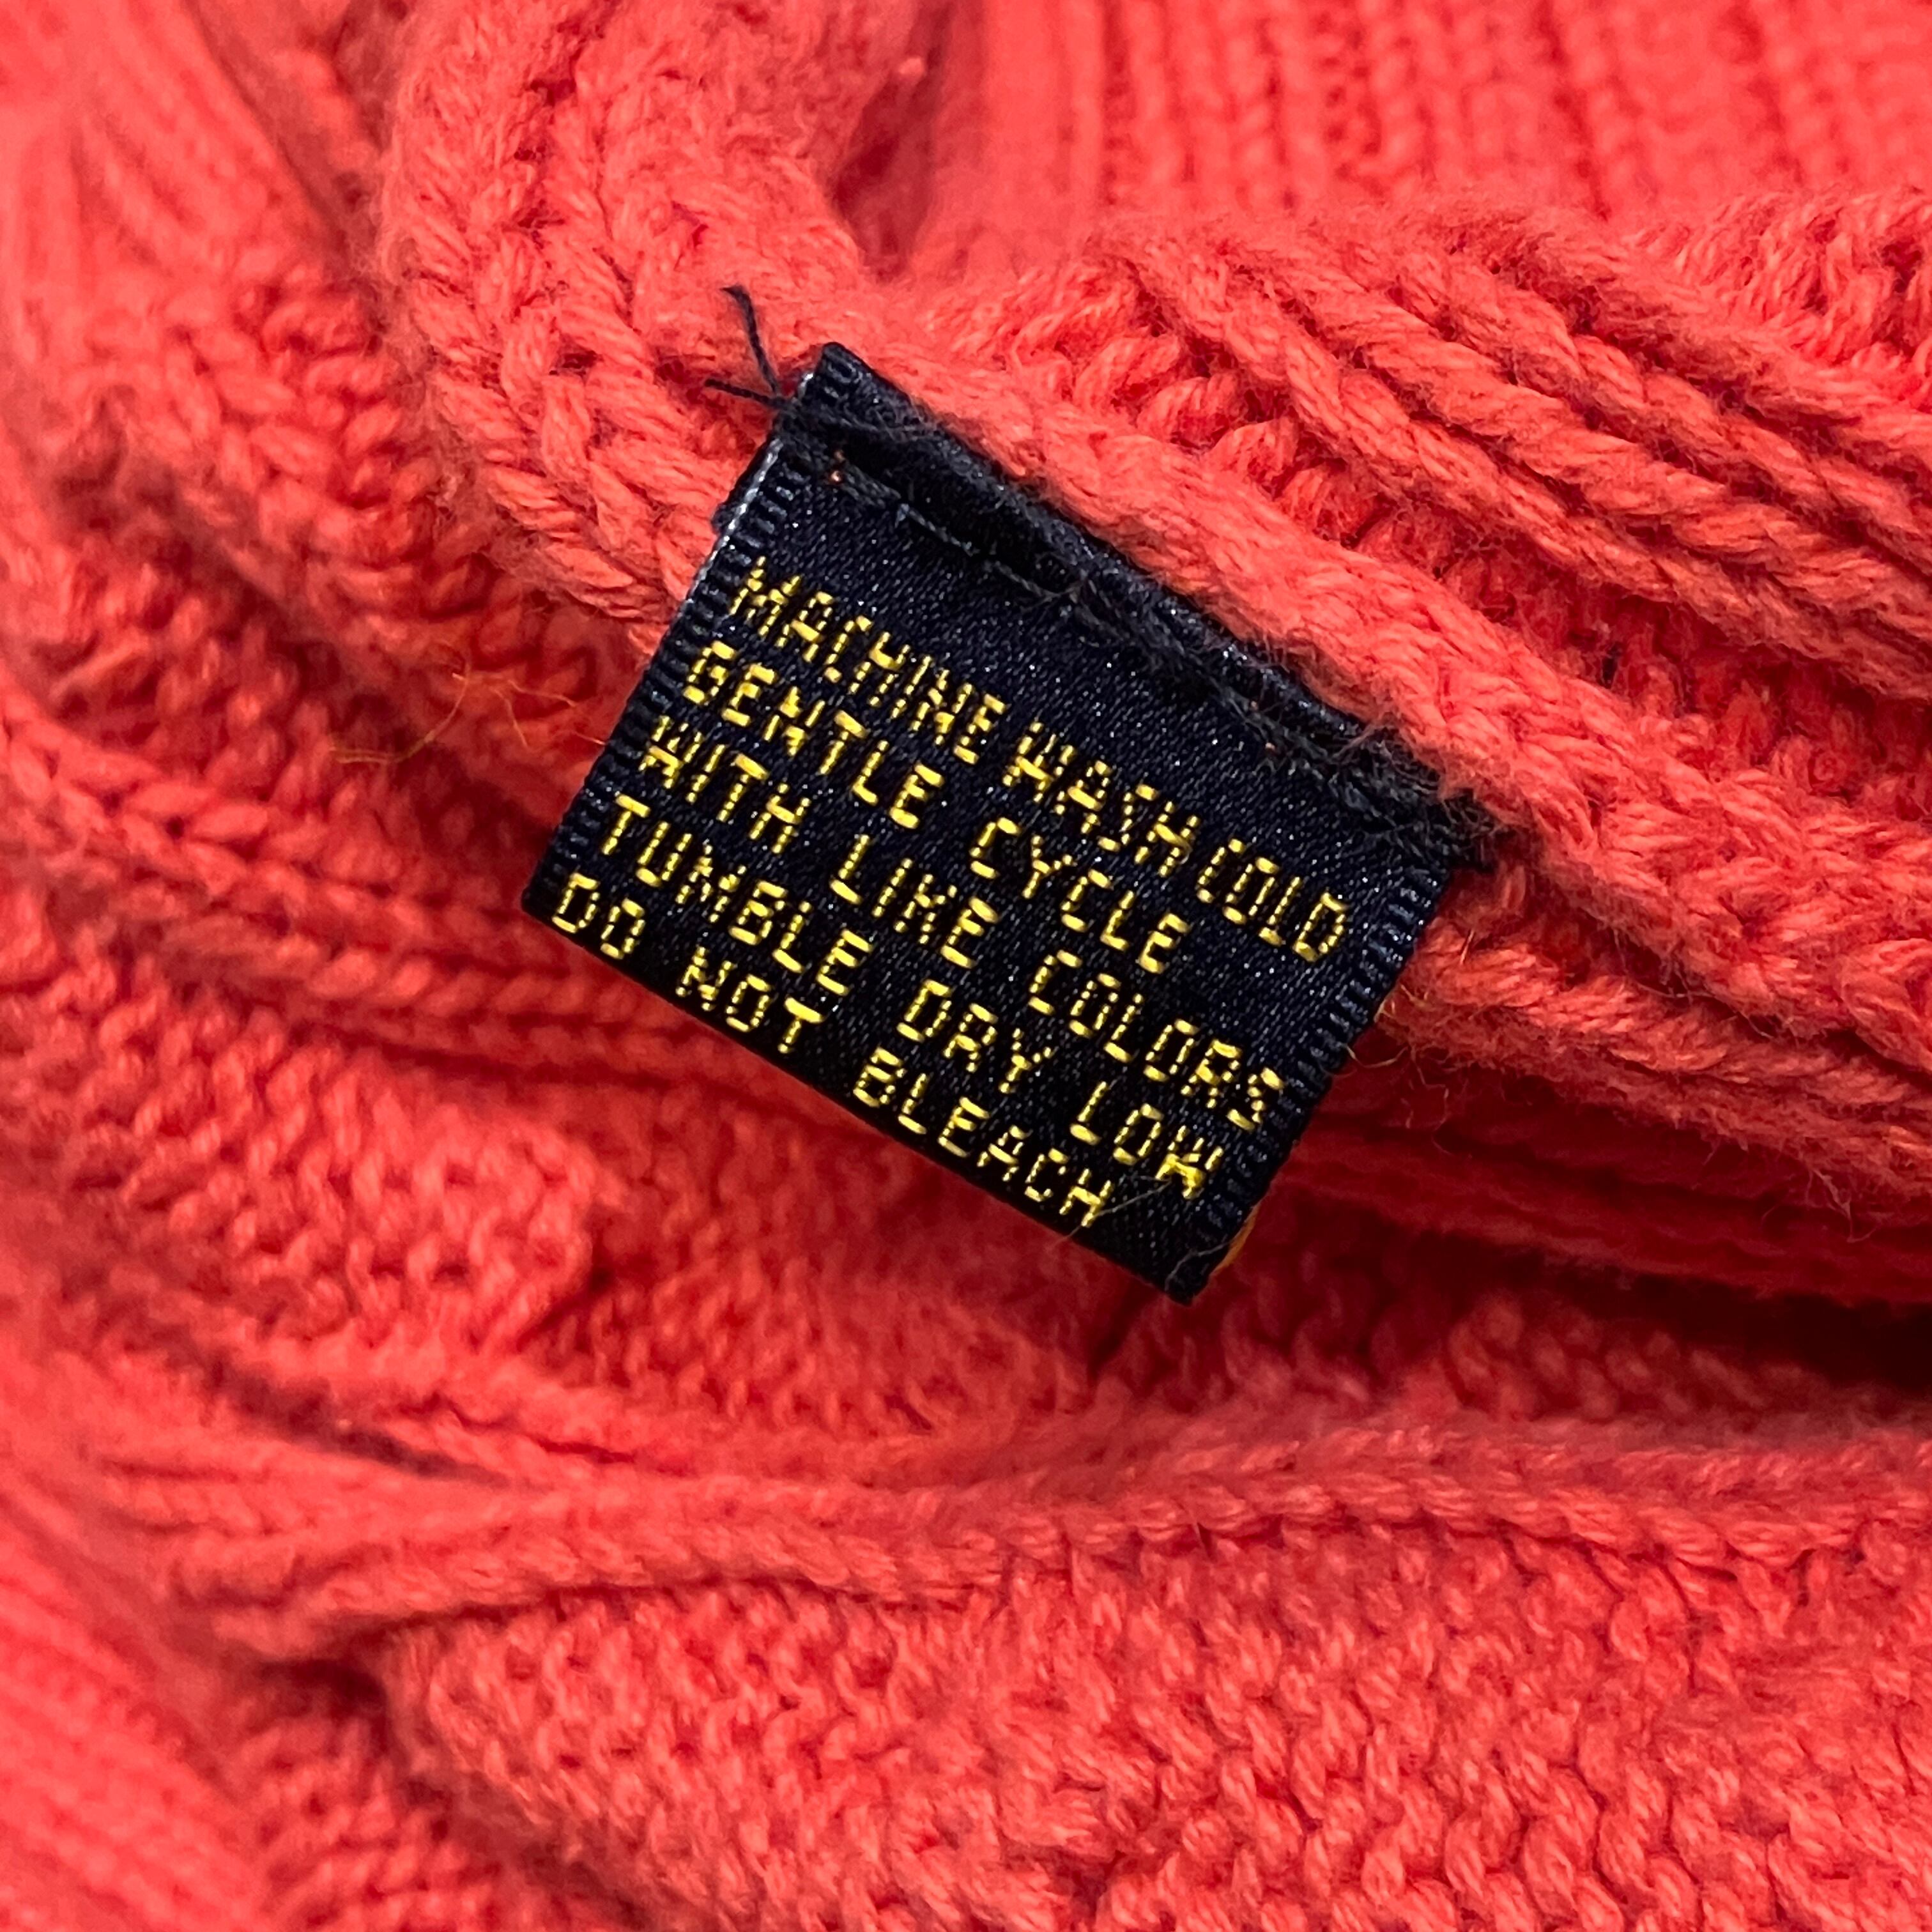 MACHINE WASH COLD
GENTLE CYCLE
WITH LIKE COLORS
TUMBLE DRY LOW
DO NOT BLEACH